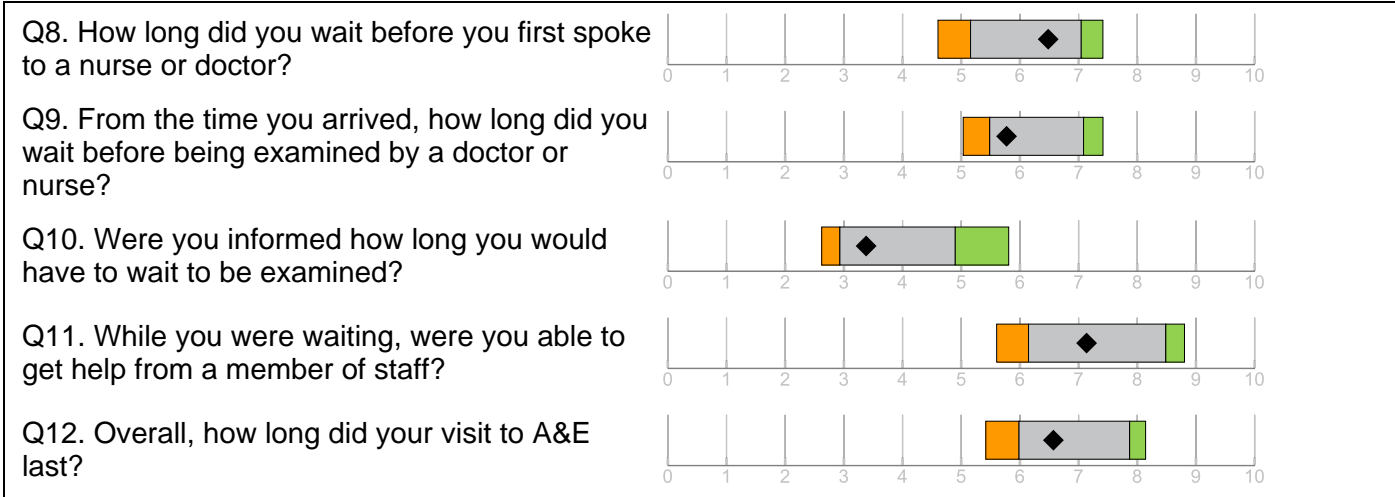 Q8. How long did you wait before you first spoke
to a nurse or doctor?
0 1 2 3 4 5 6 7 8 9 10
Q9. From the time you arrived, how long did you
wait before being examined by a doctor or
nurse?
0 1 2 3 4 5 6 7 8 9 10
Q10. Were you informed how long you would
have to wait to be examined?
0 1 2 3 4 5 6 7 8 9 10
Q11. While you were waiting, were you able to
get help from a member of staff?
0 1 2 3 4 5 6 7 8 9 10
Q12. Overall, how long did your visit to A&E
last?
0 1 2 3 4 5 6 7 8 9 10